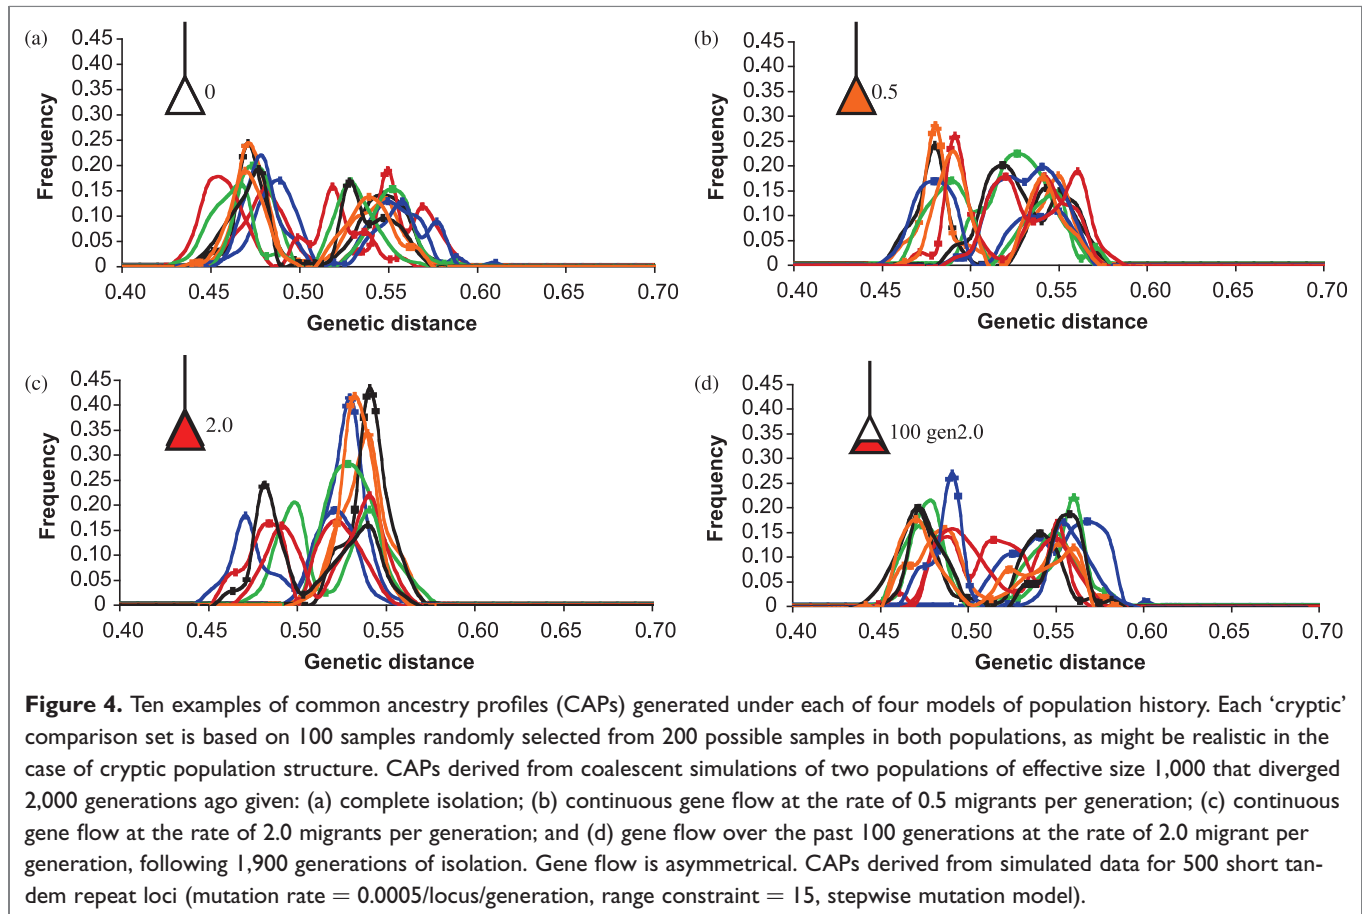 (a)
0.45
0.40
0.35
0.30
0.25
0.20
0.15
0.10
0.05
0
Frequency
0
0.40 0.45 0.50 0.55 0.60 0.65 0.70
Genetic distance
(b)
0.45
0.40
0.35
0.30
0.25
0.20
0.15
0.10
0.05
0
Frequency
0.5
0.40 0.45 0.50 0.55 0.60 0.65 0.70
Genetic distance
(c)
0.45
0.40
0.35
0.30
0.25
0.20
0.15
0.10
0.05
0
Frequency
2.0
0.40 0.45 0.50 0.55 0.60 0.65 0.70
Genetic distance
(d)
0.45
0.40
0.35
0.30
0.25
0.20
0.15
0.10
0.05
0
Frequency
100 gen2.0
0.40 0.45 0.50 0.55 0.60 0.65 0.70
Genetic distance
Figure 4. Ten examples of common ancestry profiles (CAPs) generated under each of four models of population history. Each ‘cryptic’
comparison set is based on 100 samples randomly selected from 200 possible samples in both populations, as might be realistic in the
case of cryptic population structure. CAPs derived from coalescent simulations of two populations of effective size 1,000 that diverged
2,000 generations ago given: (a) complete isolation; (b) continuous gene flow at the rate of 0.5 migrants per generation; (c) continuous
gene flow at the rate of 2.0 migrants per generation; and (d) gene flow over the past 100 generations at the rate of 2.0 migrant per
generation, following 1,900 generations of isolation. Gene flow is asymmetrical. CAPs derived from simulated data for 500 short tan-
dem repeat loci (mutation rate = 0.0005/locus/generation, range constraint = 15, stepwise mutation model).